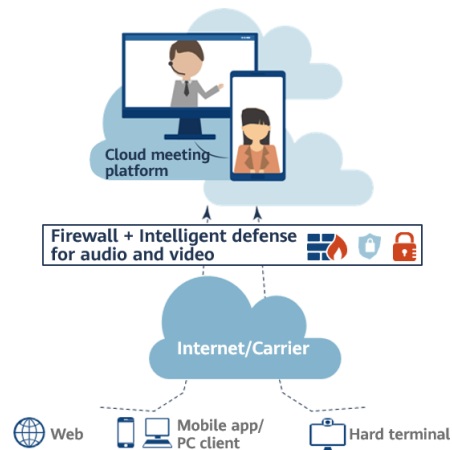 Cloud meeting
platform
Firewall + Intelligent defense
for audio and video
Internet/Carrier
Web
Mobile app/
PC client
Hard terminal